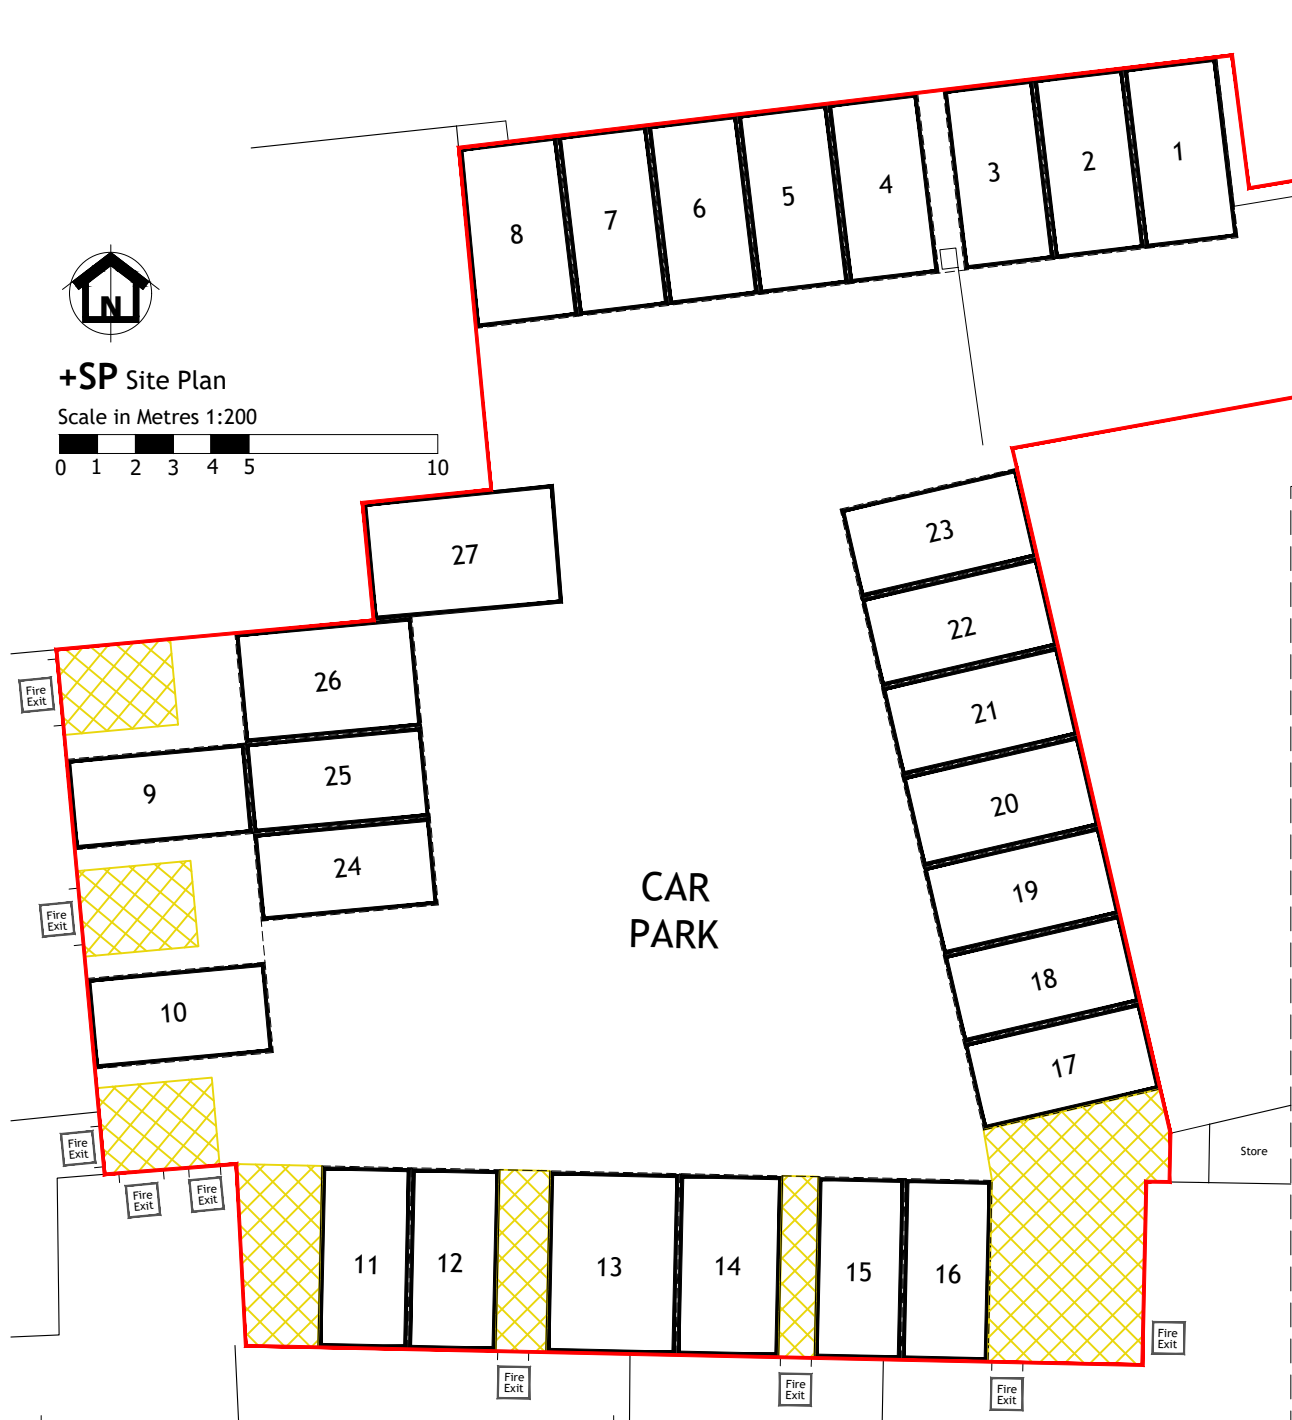 1
2
3
4
5
6
7
8
N
+SP Site Plan
Scale in Metres 1:200
0 1 2 3 4 5 10
27
23
22
26
Fire
Exit
21
25
9
20
24
CAR
PARK
19
Fire
Exit
18
10
17
Fire
Exit
Store
Fire
Exit
Fire
Exit
11
12
13
14
15
16
Fire
Exit
Fire
Exit
Fire
Exit
Fire
Exit